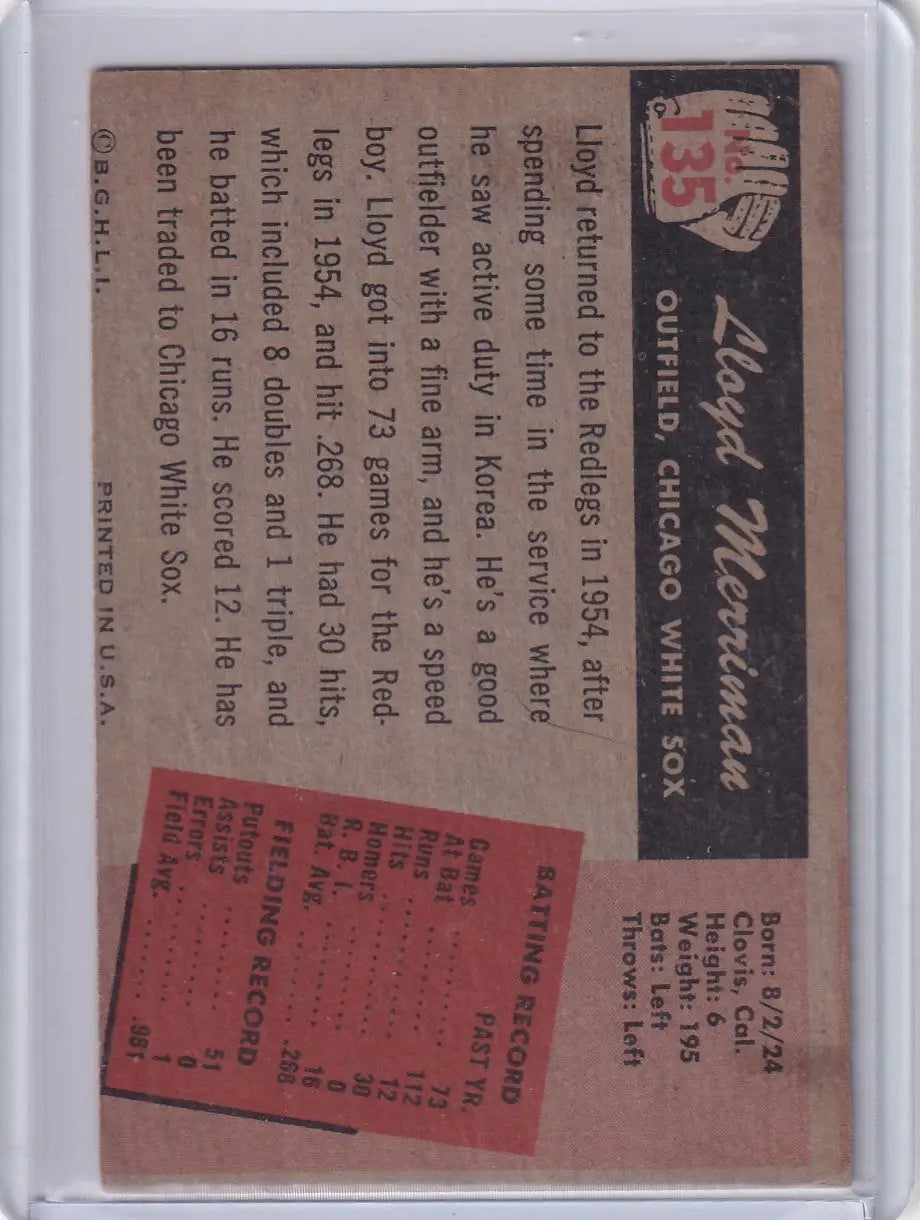 No.
135
Lloyd Merriman
OUTFIELD, CHICAGO WHITE SOX
Lloyd returned to the Redlegs in 1954, after
spending some time in the service where
he saw active duty in Korea. He's a good
outfielder with a fine arm, and he's a speed
boy. Lloyd got into 73 games for the Red-
legs in 1954, and hit .268. He had 30 hits,
which included 8 doubles and 1 triple, and
he batted in 16 runs. He scored 12. He has
been traded to Chicago White Sox.
© B.G.H.L.I.
PRINTED IN U.S.A.
Born: 8/2/24
Clovis, Cal.
Height: 6
Weight: 195
Bats: Left
Throws: Left
BATTING RECORD
PAST YR.
Games . . . . . . . . 73
At Bat . . . . . . . . 112
Runs . . . . . . . . 12
Hits . . . . . . . . 30
Homers . . . . . . . . 0
R. B. I. . . . . . . . . 16
Bat. Avg. . . . . . . . .268
FIELDING RECORD
Putouts . . . . . . . . 51
Assists . . . . . . . . 0
Errors . . . . . . . . 1
Field Avg. . . . . . . . .981